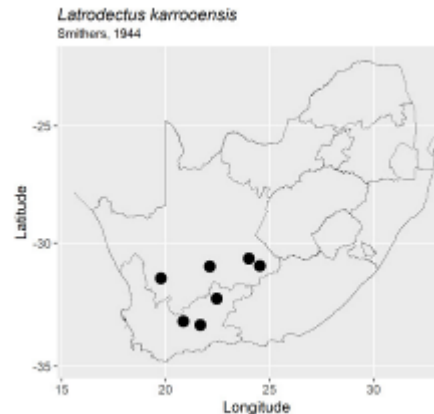 Latrodectus karrooensis
Smithers, 1944
-25
-30
-35
Latitude
15 20 25 30
Longitude